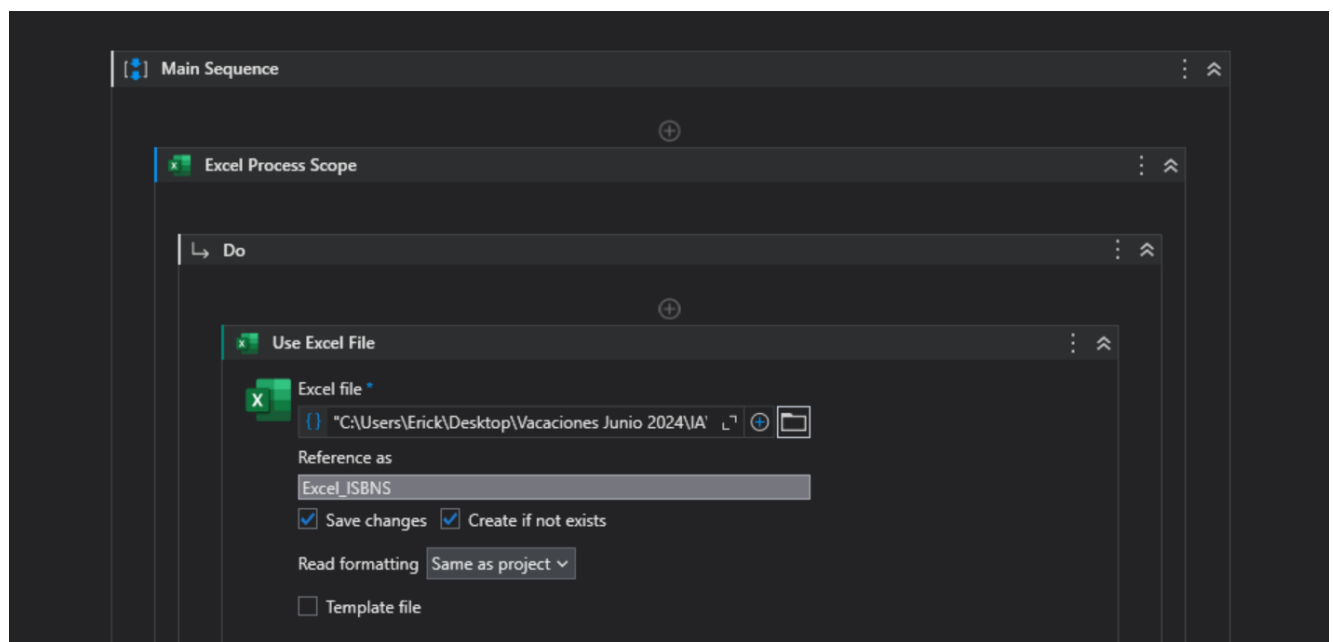 Main Sequence
Excel Process Scope
Do
Use Excel File
Excel file *
"C:\Users\Erick\Desktop\Vacaciones Junio 2024\IA'
Reference as
Excel_ISBNS
Save changes Create if not exists
Read formatting Same as project
Template file